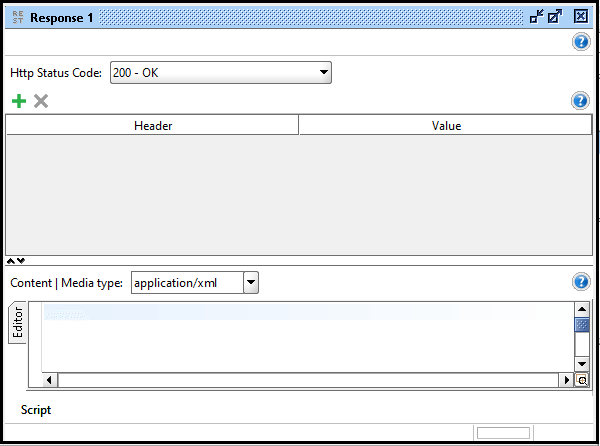 RE
ST
Response 1
Http Status Code: 200 - OK
Header Value
Content | Media type: application/xml
Editor
Script